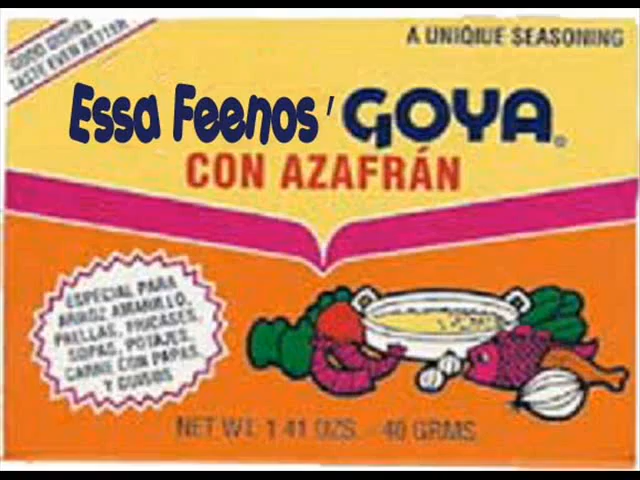 GOOD DISHES
TASTE EVEN BETTER
A UNIQIUE SEASONING
Essa Feenos' GOYA®
CON AZAFRÁN
ESPECIAL PARA
ARROZ AMARILLO,
PAELLAS, FRICASES,
SOPAS, POTAJES,
CARNE CON PAPAS,
Y GUISOS
NET WT. 1.41 OZS. - 40 GRMS